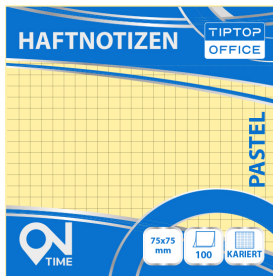 HAFTNOTIZEN
TIPTOP
OFFICE
PASTEL
ON
TIME
75x75
mm
100
KARIERT